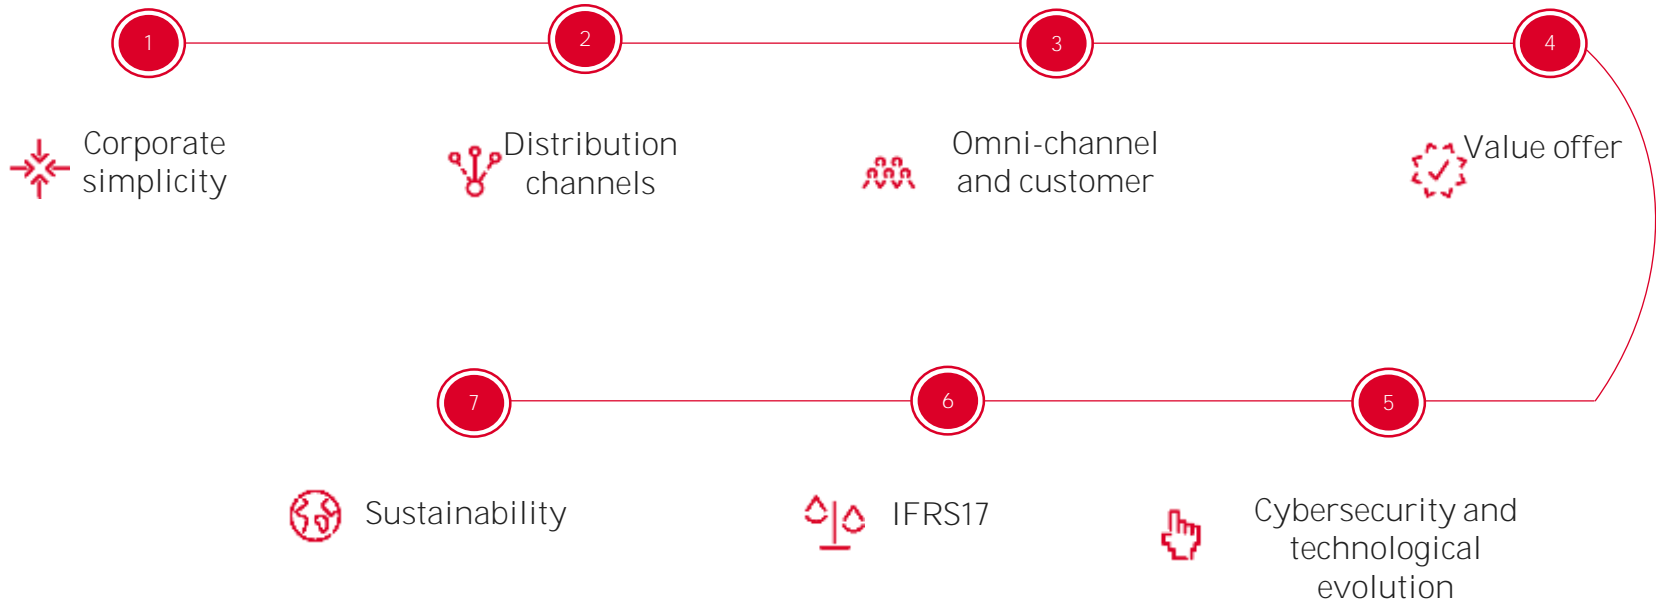 1
2
3
4
Corporate
simplicity
Distribution
channels
Omni-channel
and customer
Value offer
7
6
5
Sustainability
IFRS17
Cybersecurity and
technological
evolution